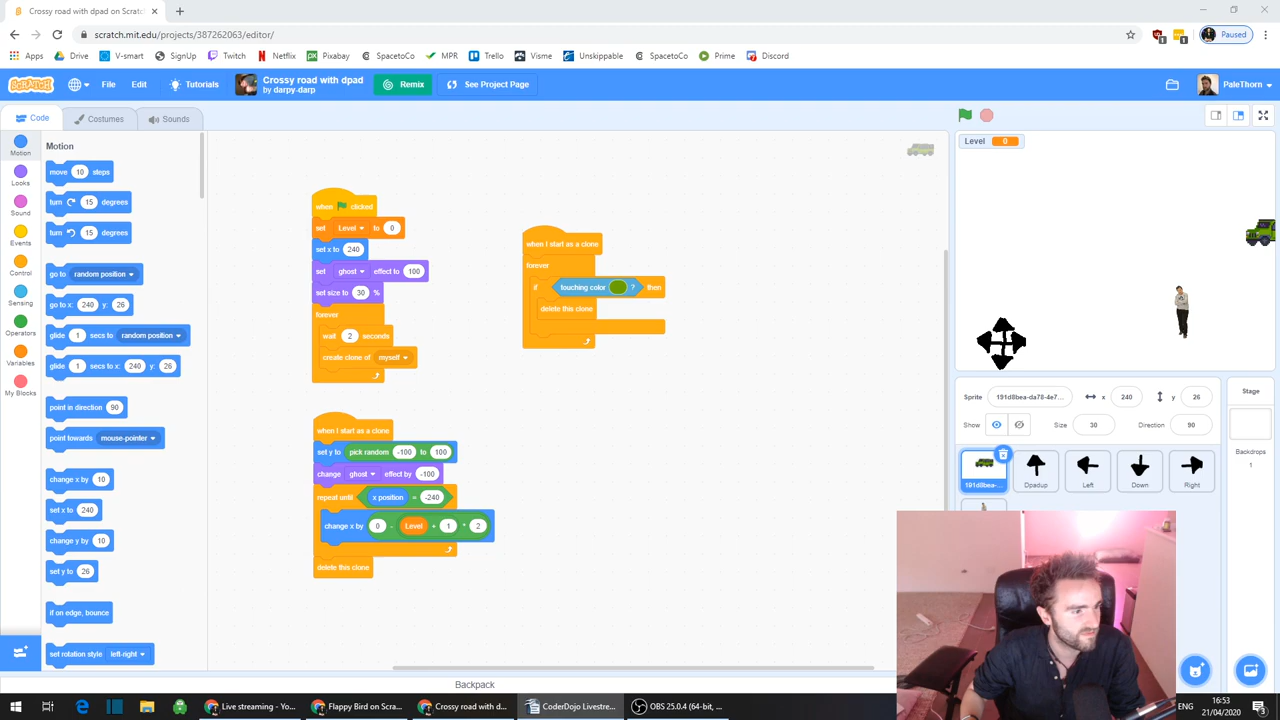 Crossy road with dpad on Scratch
scratch.mit.edu/projects/387262063/editor/
Paused
Apps Drive V-smart SignUp Twitch Netflix Pixabay SpacetoCo MPR Trello Visme Unskippable SpacetoCo Prime Discord
SCRATCH File Edit Tutorials Crossy road with dpad Remix See Project Page PaleThorn
by darpy-darp
Code Costumes Sounds
Motion
Looks
Sound
Events
Control
Sensing
Operators
Variables
My Blocks
Motion
move 10 steps
turn 15 degrees
turn 15 degrees
go to random position
go to x: 240 y: 26
glide 1 secs to random position
glide 1 secs to x: 240 y: 26
point in direction 90
point towards mouse-pointer
change x by 10
set x to 240
change y by 10
set y to 26
if on edge, bounce
set rotation style left-right
when clicked
set Level to 0
set x to 240
set ghost effect to 100
set size to 30 %
forever
wait 2 seconds
create clone of myself
when I start as a clone
set y to pick random -100 to 100
change ghost effect by -100
repeat until x position = -240
change x by 0 - Level + 1 * 2
delete this clone
when I start as a clone
forever
if touching color ? then
delete this clone
Level 0
Sprite 191d8bea-da78-4e7... x 240 y 26
Show Size 30 Direction 90
191d8bea-... Dpadup Left Down Right
Stage
Backdrops
1
Backpack
Live streaming - Yo... Flappy Bird on Scra... Crossy road with d... CoderDojo Livestre... OBS 25.0.4 (64-bit, ...
ENG
16:53
21/04/2020
3